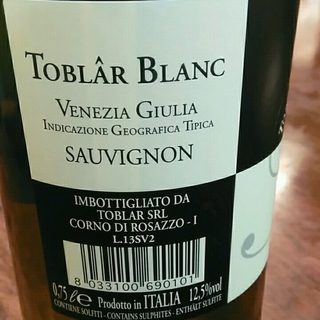 TOBLÂR BLANC
VENEZIA GIULIA
INDICAZIONE GEOGRAFICA TIPICA
SAUVIGNON
IMBOTTIGLIATO DA
TOBLAR SRL
CORNO DI ROSAZZO - I
L.13SV2
8 033100 690101
0,75 l e Prodotto in ITALIA 12,5%vol
CONTIENE SOLFITI - CONTAINS SULPHITES - ENTHÄLT SULFITE